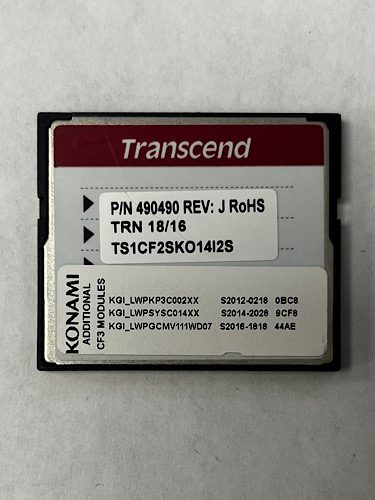 Transcend
P/N 490490 REV: J RoHS
TRN 18/16
TS1CF2SKO14I2S
KONAMI
ADDITIONAL
CF3 MODULES
KGI_LWPKP3C002XX S2012-0218 0BC8
KGI_LWPSYSC014XX S2014-2028 9CF8
KGI_LWPGCMV111WD07 S2016-1818 44AE